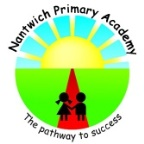 Nantwich Primary Academy
The pathway to success